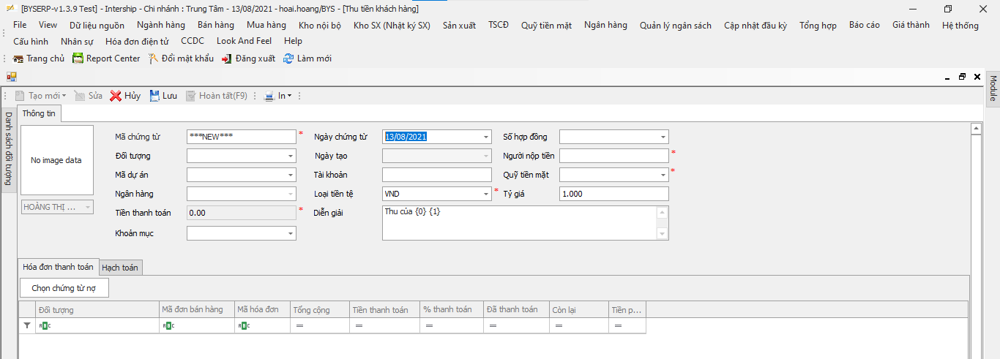 [BYSERP-v1.3.9 Test] - Intership - Chi nhánh : Trung Tâm - 13/08/2021 - hoai.hoang/BYS - [Thu tiền khách hàng]
File View Dữ liệu nguồn Ngành hàng Bán hàng Mua hàng Kho nội bộ Kho SX (Nhật ký SX) Sản xuất TSCĐ Quỹ tiền mặt Ngân hàng Quản lý ngân sách Cập nhật đầu kỳ Tổng hợp Báo cáo Giá thành Hệ thống
Cấu hình Nhân sự Hóa đơn điện tử CCDC Look And Feel Help
Trang chủ Report Center Đổi mật khẩu Đăng xuất Làm mới
Module
Tạo mới Sửa Hủy Lưu Hoàn tất(F9) In
Danh sách đối tượng
Thông tin
No image data
HOÀNG THỊ ...
Mã chứng từ ***NEW*** * Ngày chứng từ 13/08/2021 Số hợp đồng
Đối tượng Ngày tạo Người nộp tiền *
Mã dự án Tài khoản Quỹ tiền mặt *
Ngân hàng Loại tiền tệ VND * Tỷ giá 1.000
Tiền thanh toán 0.00 * Diễn giải Thu của {0} {1}
Khoản mục
Hóa đơn thanh toán Hạch toán
Chọn chứng từ nợ
Đối tượng Mã đơn bán hàng Mã hóa đơn Tổng cộng Tiền thanh toán % thanh toán Đã thanh toán Còn lại Tiền p...
ABC ABC ABC = = = = = =